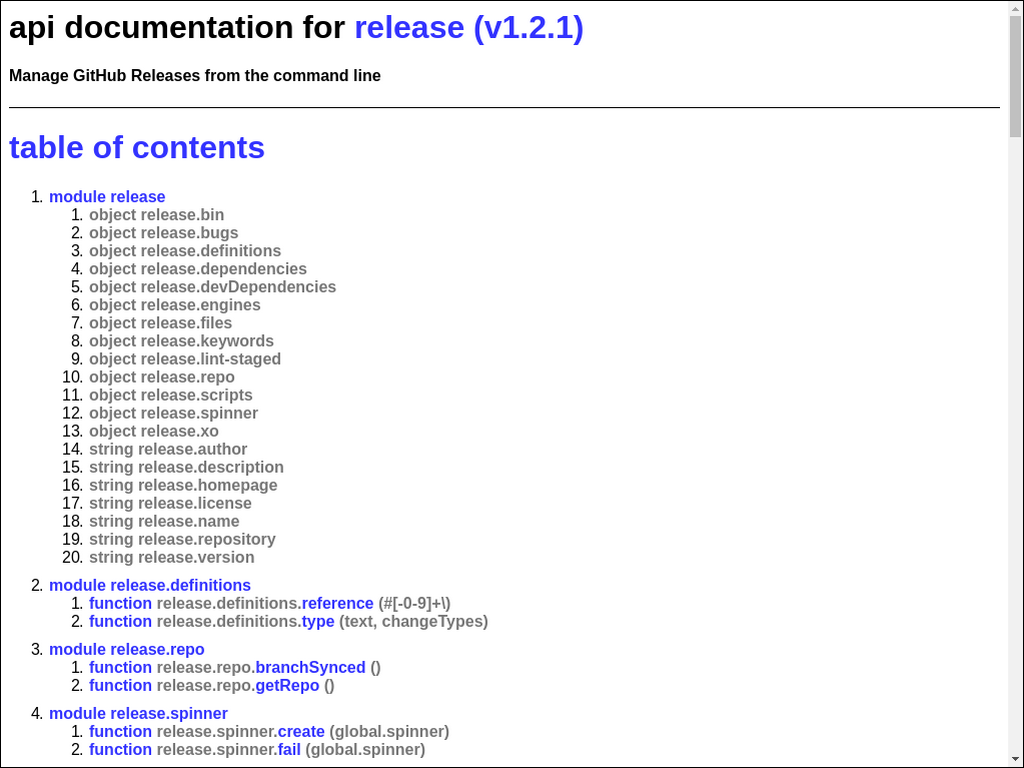 api documentation for release (v1.2.1)
Manage GitHub Releases from the command line
table of contents
1. module release
1. object release.bin
2. object release.bugs
3. object release.definitions
4. object release.dependencies
5. object release.devDependencies
6. object release.engines
7. object release.files
8. object release.keywords
9. object release.lint-staged
10. object release.repo
11. object release.scripts
12. object release.spinner
13. object release.xo
14. string release.author
15. string release.description
16. string release.homepage
17. string release.license
18. string release.name
19. string release.repository
20. string release.version
2. module release.definitions
1. function release.definitions.reference (#[-0-9]+\)
2. function release.definitions.type (text, changeTypes)
3. module release.repo
1. function release.repo.branchSynced ()
2. function release.repo.getRepo ()
4. module release.spinner
1. function release.spinner.create (global.spinner)
2. function release.spinner.fail (global.spinner)